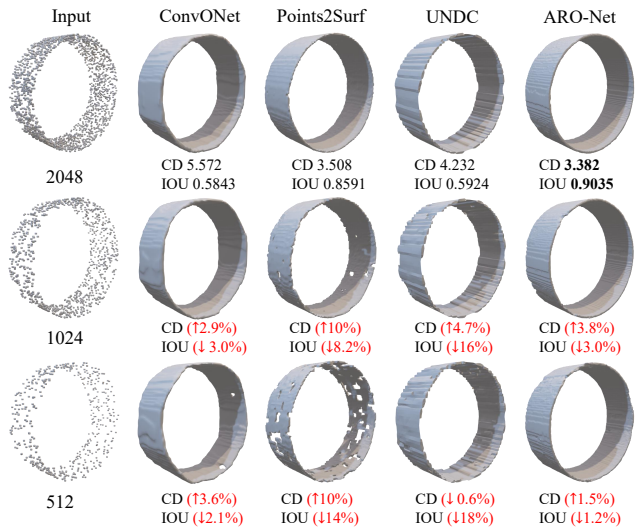 Input ConvONet Points2Surf UNDC ARO-Net
CD 5.572 CD 3.508 CD 4.232 CD 3.382
2048 IOU 0.5843 IOU 0.8591 IOU 0.5924 IOU 0.9035
CD (↑2.9%) CD (↑10%) CD (↑4.7%) CD (↑3.8%)
1024 IOU (↓ 3.0%) IOU (↓8.2%) IOU (↓16%) IOU (↓3.0%)
CD (↑3.6%) CD (↑10%) CD (↓ 0.6%) CD (↑1.5%)
512 IOU (↓2.1%) IOU (↓14%) IOU (↓18%) IOU (↓1.2%)